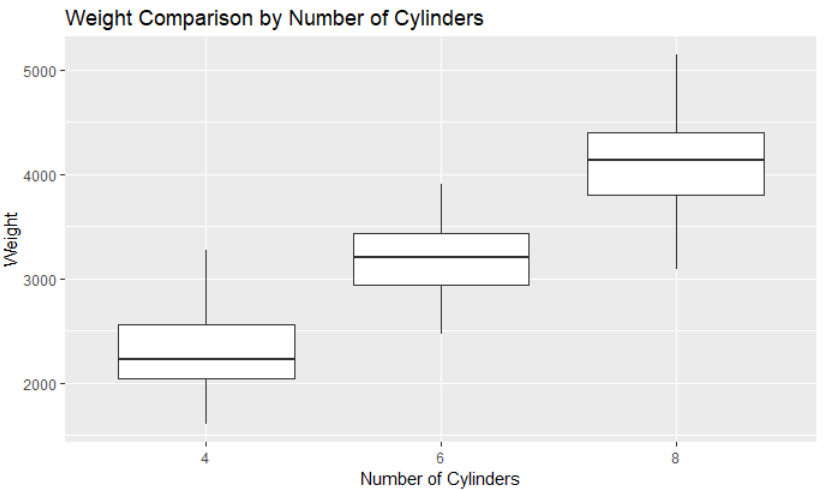 Weight Comparison by Number of Cylinders
Weight
5000
4000
3000
2000
4 6 8
Number of Cylinders